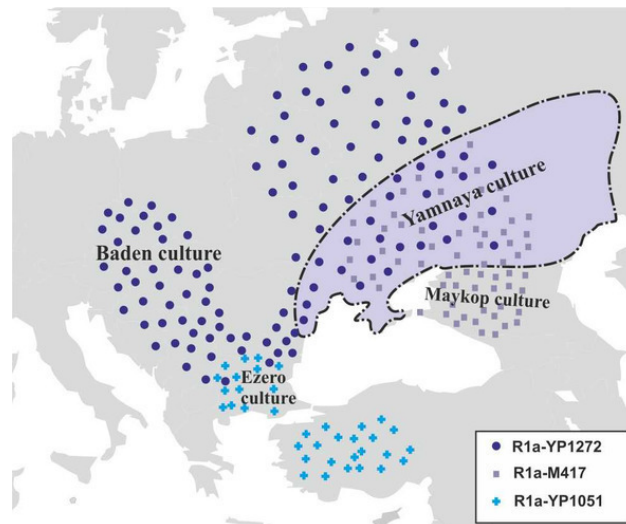 Yamnaya culture
Baden culture
Maykop culture
Ezero
culture
R1a-YP1272
R1a-M417
R1a-YP1051